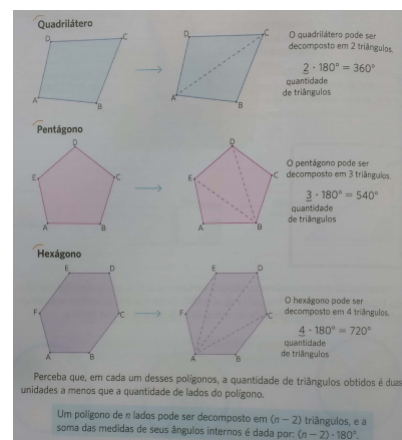 Quadrilátero
D C D C
A B A B
O quadrilátero pode ser
decomposto em 2 triângulos.
2 · 180° = 360°
quantidade
de triângulos
Pentágono
D D
E C E C
A B A B
O pentágono pode ser
decomposto em 3 triângulos.
3 · 180° = 540°
quantidade
de triângulos
Hexágono
E D E D
F C F C
A B A B
O hexágono pode ser
decomposto em 4 triângulos.
4 · 180° = 720°
quantidade
de triângulos
Perceba que, em cada um desses polígonos, a quantidade de triângulos obtidos é duas
unidades a menos que a quantidade de lados do polígono.
Um polígono de n lados pode ser decomposto em (n − 2) triângulos, e a
soma das medidas de seus ângulos internos é dada por: (n − 2) · 180°.